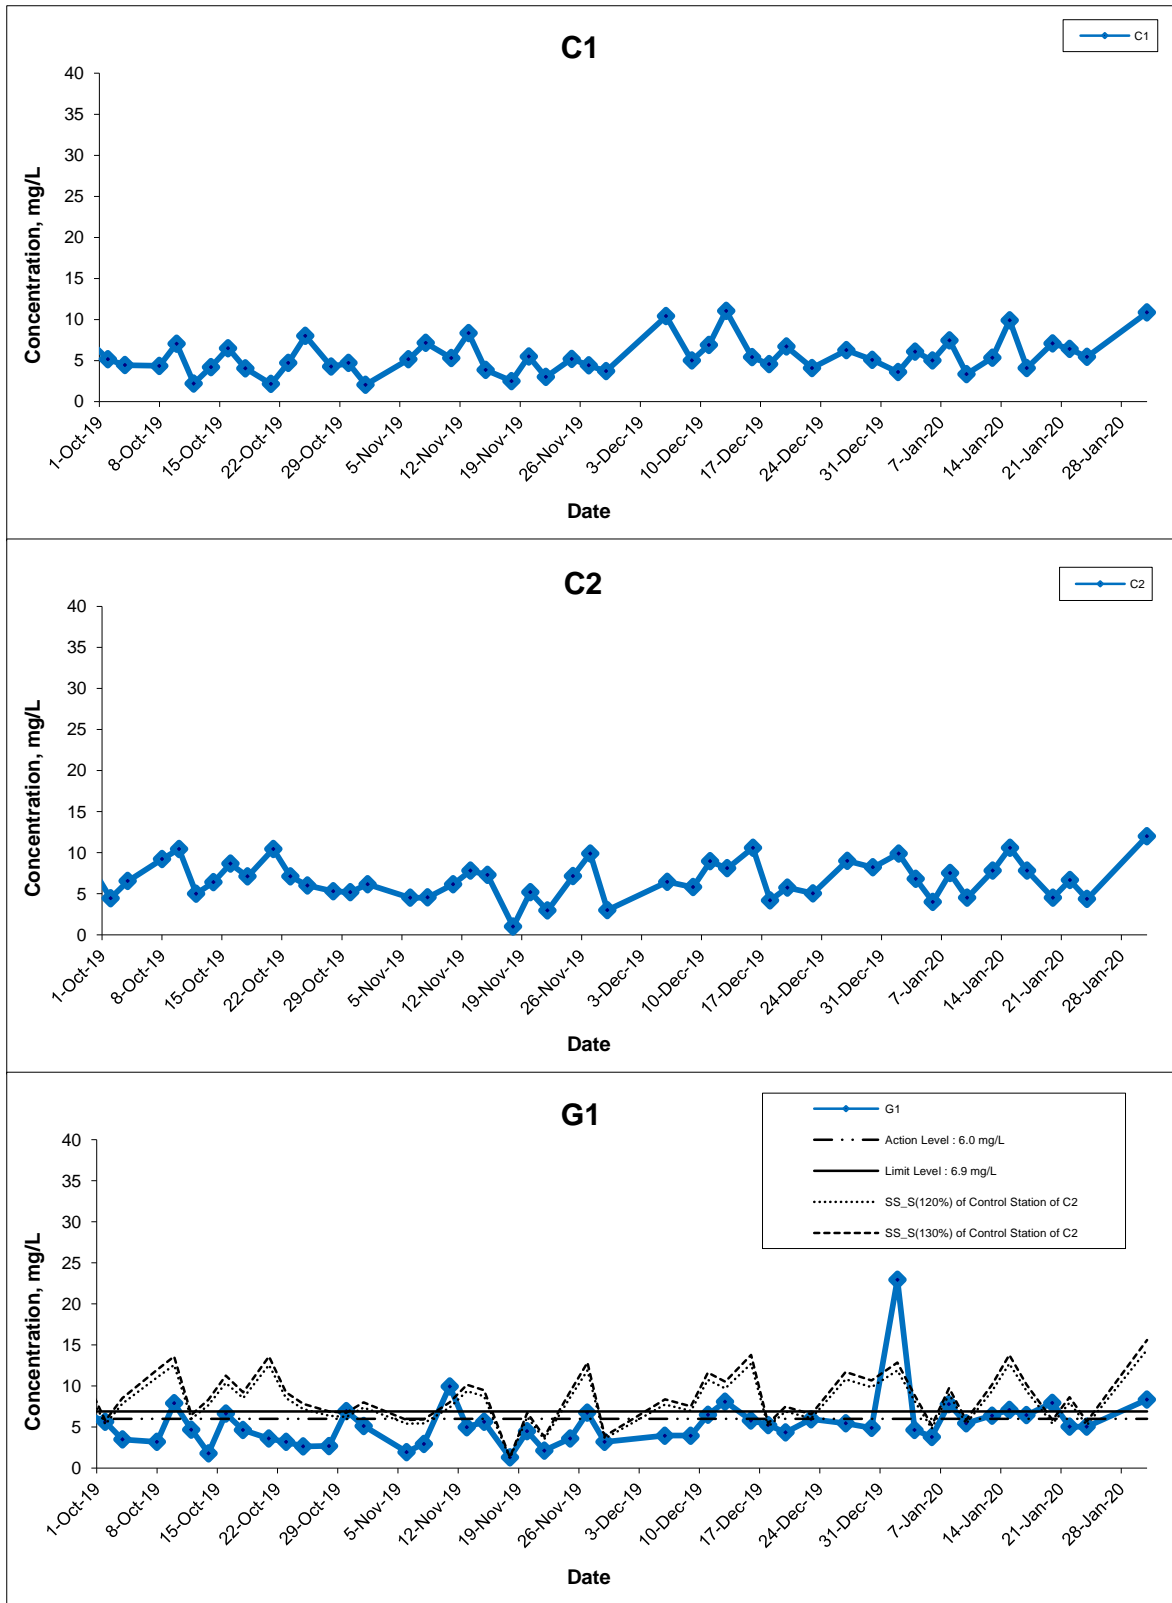 C1
C1
40
35
30
25
20
15
10
5
0
Concentration, mg/L
1-Oct-19
8-Oct-19
15-Oct-19
22-Oct-19
29-Oct-19
5-Nov-19
12-Nov-19
19-Nov-19
26-Nov-19
3-Dec-19
10-Dec-19
17-Dec-19
24-Dec-19
31-Dec-19
7-Jan-20
14-Jan-20
21-Jan-20
28-Jan-20
Date
C2
C2
40
35
30
25
20
15
10
5
0
Concentration, mg/L
1-Oct-19
8-Oct-19
15-Oct-19
22-Oct-19
29-Oct-19
5-Nov-19
12-Nov-19
19-Nov-19
26-Nov-19
3-Dec-19
10-Dec-19
17-Dec-19
24-Dec-19
31-Dec-19
7-Jan-20
14-Jan-20
21-Jan-20
28-Jan-20
Date
G1
G1
Action Level : 6.0 mg/L
Limit Level : 6.9 mg/L
SS_S(120%) of Control Station of C2
SS_S(130%) of Control Station of C2
40
35
30
25
20
15
10
5
0
Concentration, mg/L
1-Oct-19
8-Oct-19
15-Oct-19
22-Oct-19
29-Oct-19
5-Nov-19
12-Nov-19
19-Nov-19
26-Nov-19
3-Dec-19
10-Dec-19
17-Dec-19
24-Dec-19
31-Dec-19
7-Jan-20
14-Jan-20
21-Jan-20
28-Jan-20
Date